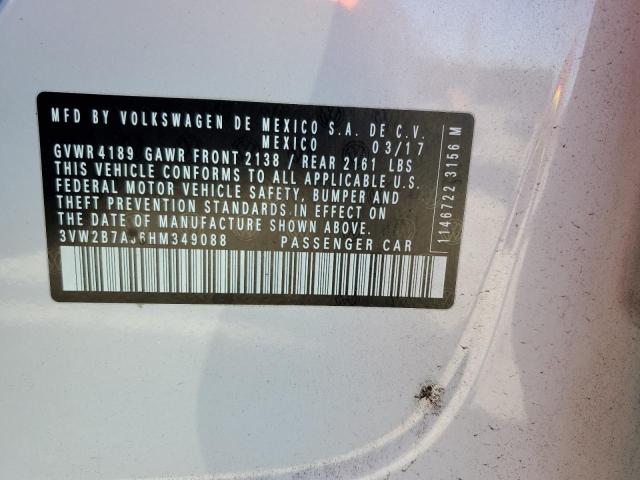 MFD BY VOLKSWAGEN DE MEXICO S.A. DE C.V.
MEXICO 03/17
GVWR 4189 GAWR FRONT 2138 / REAR 2161 LBS
THIS VEHICLE CONFORMS TO ALL APPLICABLE U.S.
FEDERAL MOTOR VEHICLE SAFETY, BUMPER AND
THEFT PREVENTION STANDARDS IN EFFECT ON
THE DATE OF MANUFACTURE SHOWN ABOVE.
3VW2B7AJ6HM349088 PASSENGER CAR
1146722 3156 M